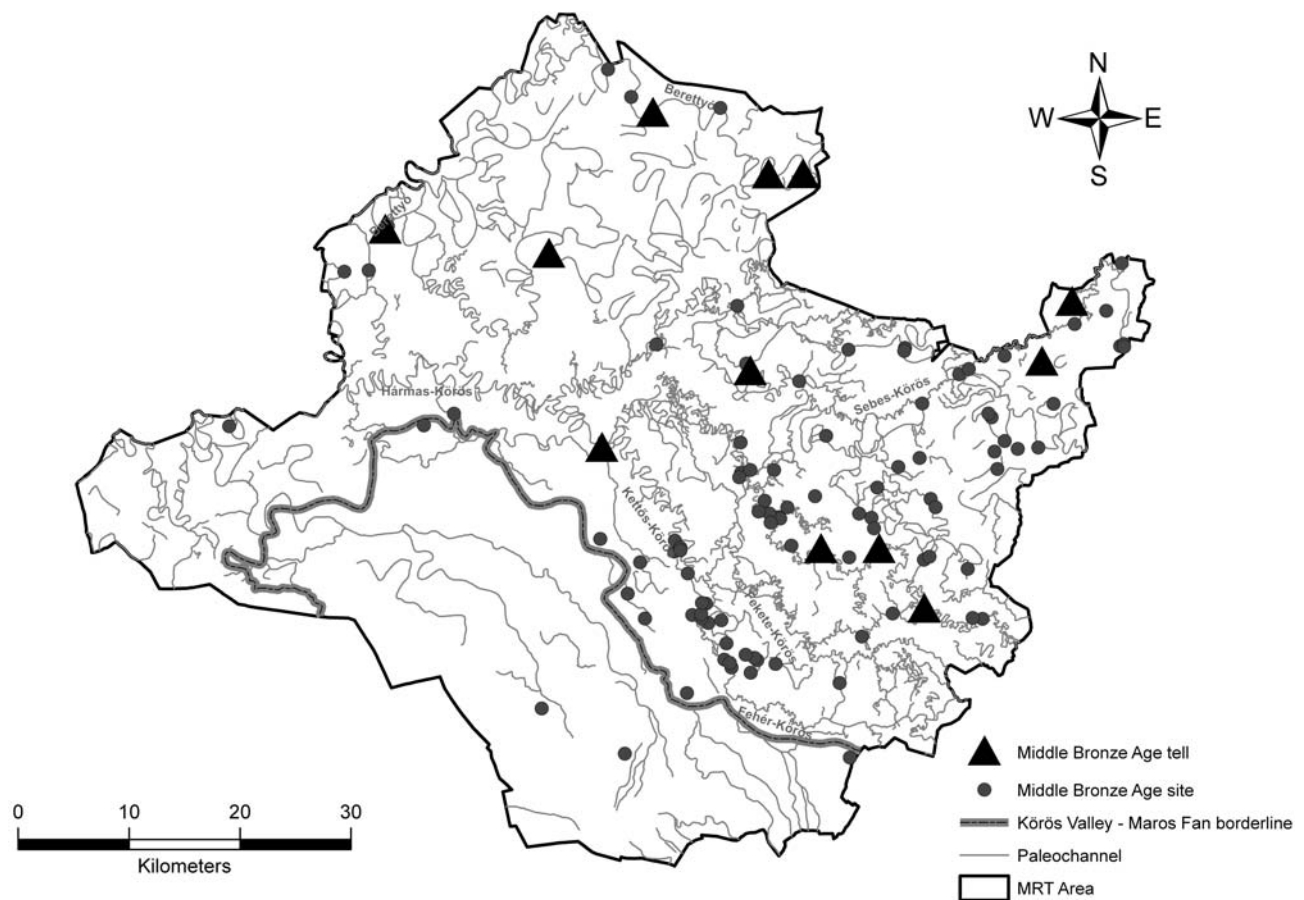 N
W E
S
Berettyó
Berettyó
Hármas-Körös
Sebes-Körös
Kettős-Körös
Fekete-Körös
Fehér-Körös
Middle Bronze Age tell
Middle Bronze Age site
Körös Valley - Maros Fan borderline
Paleochannel
MRT Area
0 10 20 30
Kilometers